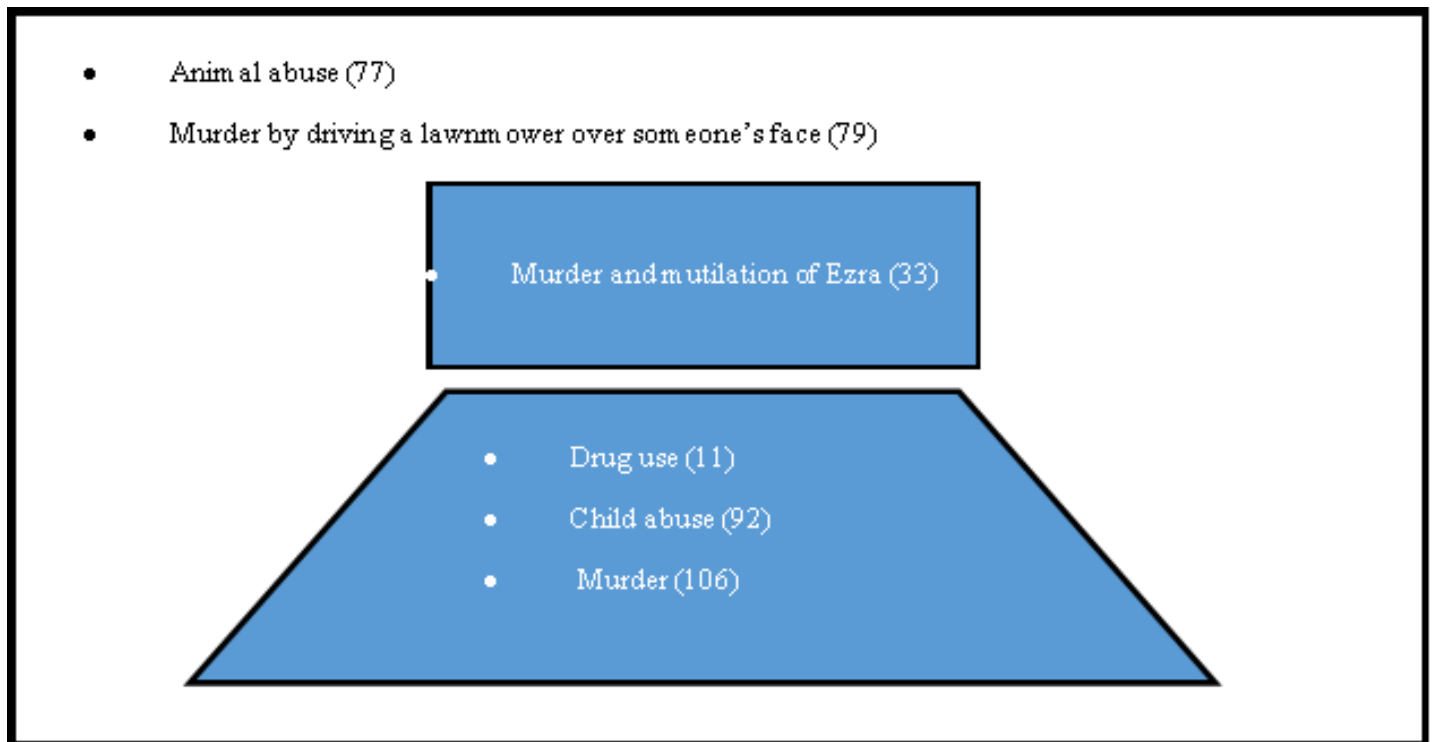 • Animal abuse (77)
• Murder by driving a lawnmower over someone’s face (79)
• Murder and mutilation of Ezra (33)
• Drug use (11)
• Child abuse (92)
• Murder (106)